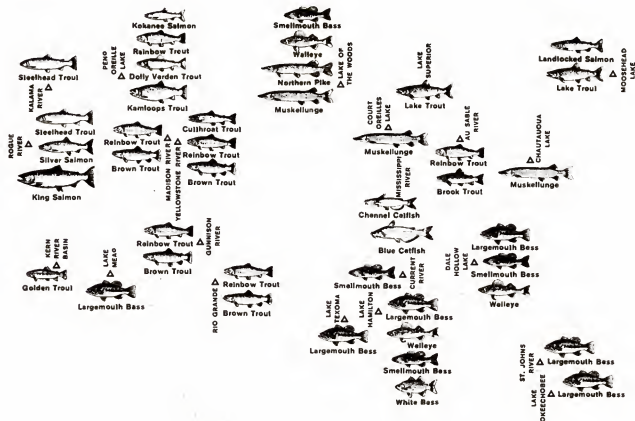 Kokanee Salmon
Rainbow Trout
Dolly Varden Trout
Kamloops Trout
PEND
OREILLE
LAKE
Steelhead Trout
KALAMA
RIVER
Steelhead Trout
Silver Salmon
King Salmon
ROGUE
RIVER
Rainbow Trout
Brown Trout
MADISON RIVER
YELLOWSTONE RIVER
Cutthroat Trout
Rainbow Trout
Brown Trout
Smellmouth Bass
Walleye
Northern Pike
Muskellunge
LAKE OF
THE WOODS
LAKE
SUPERIOR
Lake Trout
COURT
OREILLES
LAKE
Muskellunge
MISSISSIPPI
RIVER
Channel Catfish
Blue Catfish
AU SABLE
RIVER
Rainbow Trout
Brook Trout
CHAUTAUQUA
LAKE
Muskellunge
Landlocked Salmon
Lake Trout
MOOSEHEAD
LAKE
Rainbow Trout
Brown Trout
GUNNISON
RIVER
KERN
RIVER
BASIN
Golden Trout
LAKE
MEAD
Largemouth Bass
RIO GRANDE
Rainbow Trout
Brown Trout
Smallmouth Bass
CURRENT
RIVER
LAKE
TEXOMA
Largemouth Bass
LAKE
HAMILTON
Largemouth Bass
Walleye
Smallmouth Bass
White Bass
DALE
HOLLOW
LAKE
Largemouth Bass
Smallmouth Bass
Walleye
ST. JOHNS
RIVER
Largemouth Bass
LAKE
OKEECHOBEE
Largemouth Bass